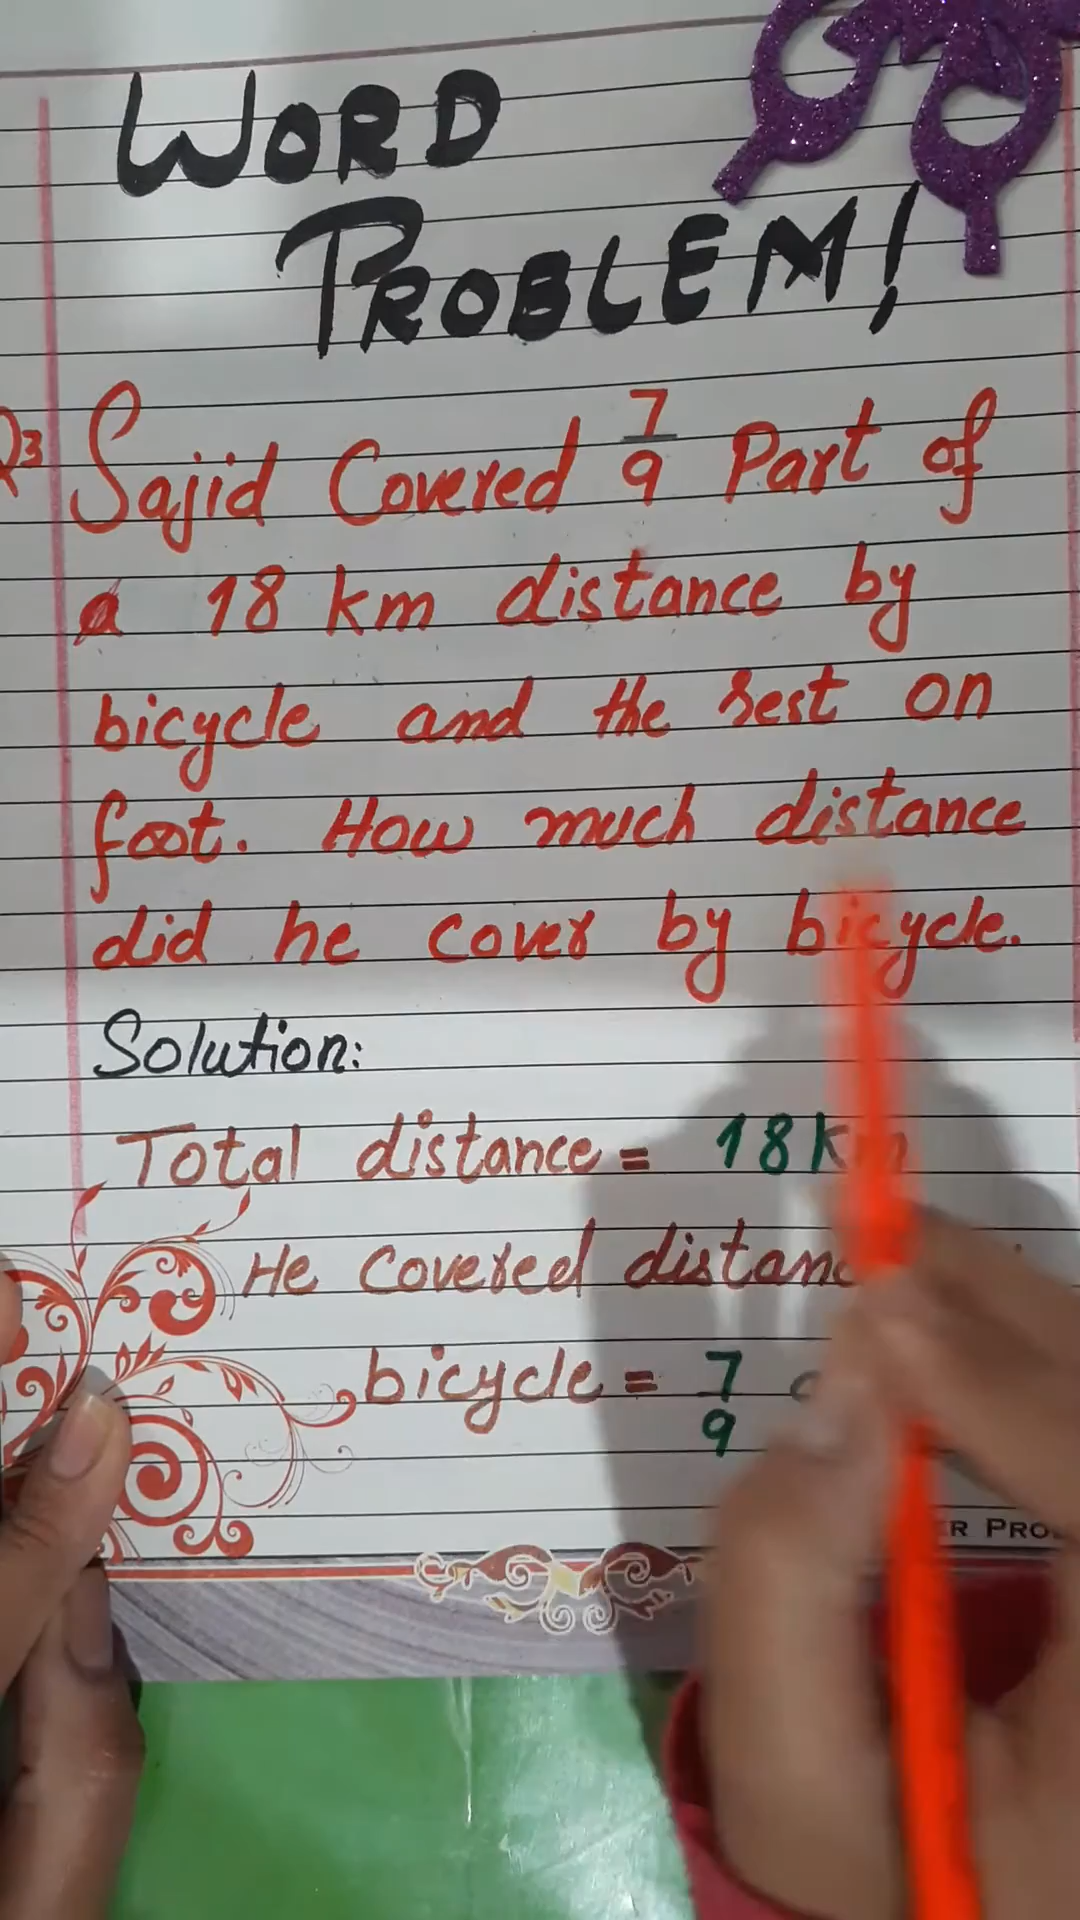 WORD
PROBLEM!
Q3 Sajid Covered 7/9 Part of
a 18 km distance by
bicycle and the rest on
foot. How much distance
did he cover by bicycle.
Solution:
Total distance = 18 km
He covered
bicycle = 7/9